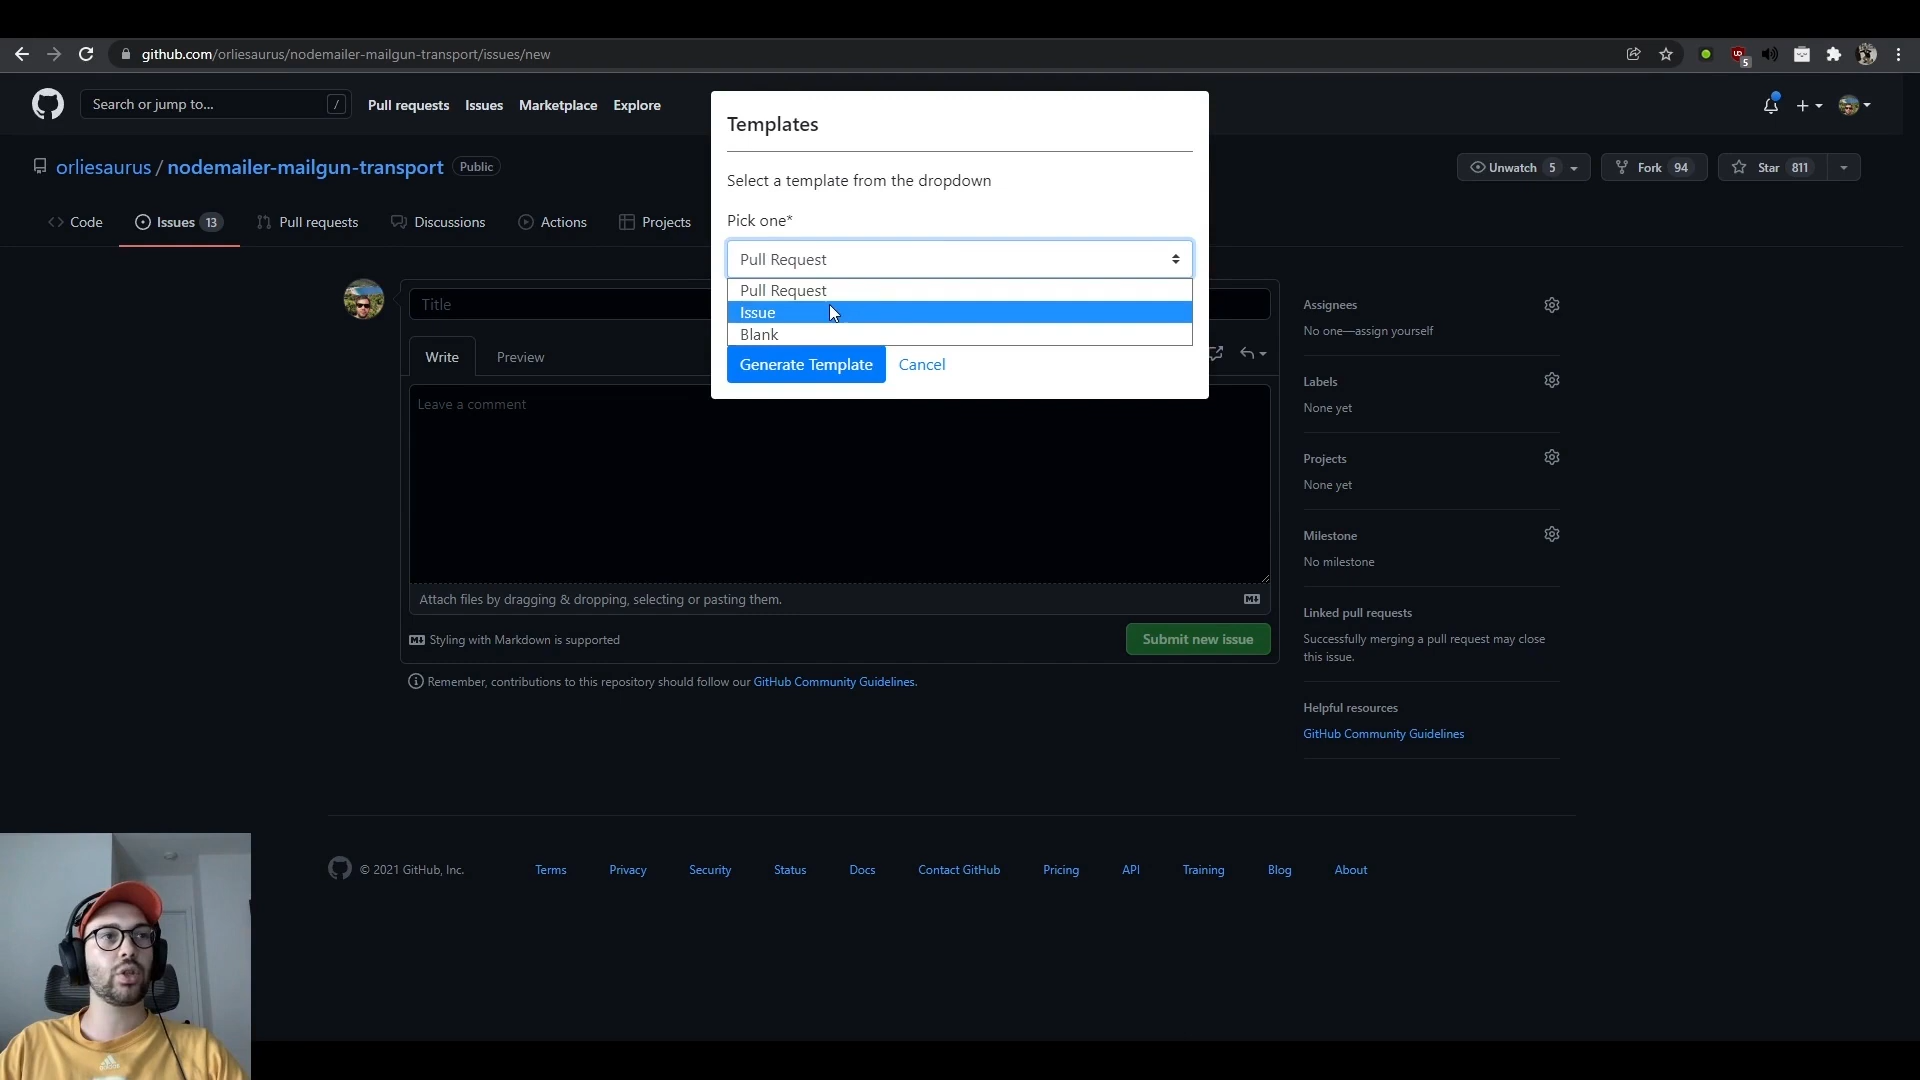 github.com/orliesaurus/nodemailer-mailgun-transport/issues/new
5
Search or jump to...
/
Pull requests
Issues
Marketplace
Explore
orliesaurus / nodemailer-mailgun-transport
Public
Unwatch 5
Fork 94
Star 811
Code
Issues 13
Pull requests
Discussions
Actions
Projects
Templates
Select a template from the dropdown
Pick one*
Pull Request
Pull Request
Issue
Blank
Generate Template
Cancel
Title
Write
Preview
Leave a comment
Attach files by dragging & dropping, selecting or pasting them.
Styling with Markdown is supported
Submit new issue
Remember, contributions to this repository should follow our GitHub Community Guidelines.
Assignees
No one—assign yourself
Labels
None yet
Projects
None yet
Milestone
No milestone
Linked pull requests
Successfully merging a pull request may close
this issue.
Helpful resources
GitHub Community Guidelines
© 2021 GitHub, Inc.
Terms
Privacy
Security
Status
Docs
Contact GitHub
Pricing
API
Training
Blog
About